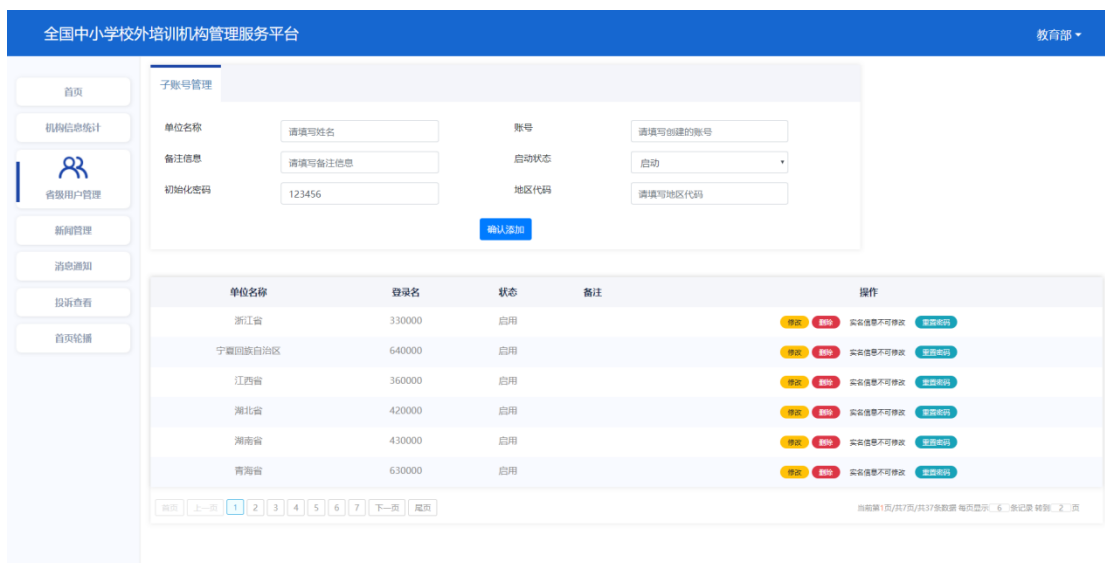 全国中小学校外培训机构管理服务平台 教育部
首页
机构信息统计
省级用户管理
新闻管理
消息通知
投诉查看
首页轮播
子账号管理
单位名称 请填写姓名 账号 请填写创建的账号
备注信息 请填写备注信息 启动状态 启动
初始化密码 123456 地区代码 请填写地区代码
确认添加
单位名称 登录名 状态 备注 操作
浙江省 330000 启用 修改 删除 实名信息不可修改 重置密码
宁夏回族自治区 640000 启用 修改 删除 实名信息不可修改 重置密码
江西省 360000 启用 修改 删除 实名信息不可修改 重置密码
湖北省 420000 启用 修改 删除 实名信息不可修改 重置密码
湖南省 430000 启用 修改 删除 实名信息不可修改 重置密码
青海省 630000 启用 修改 删除 实名信息不可修改 重置密码
首页 上一页 1 2 3 4 5 6 7 下一页 尾页 当前第1页/共7页/共37条数据 每页显示 6 条记录 转到 2 页